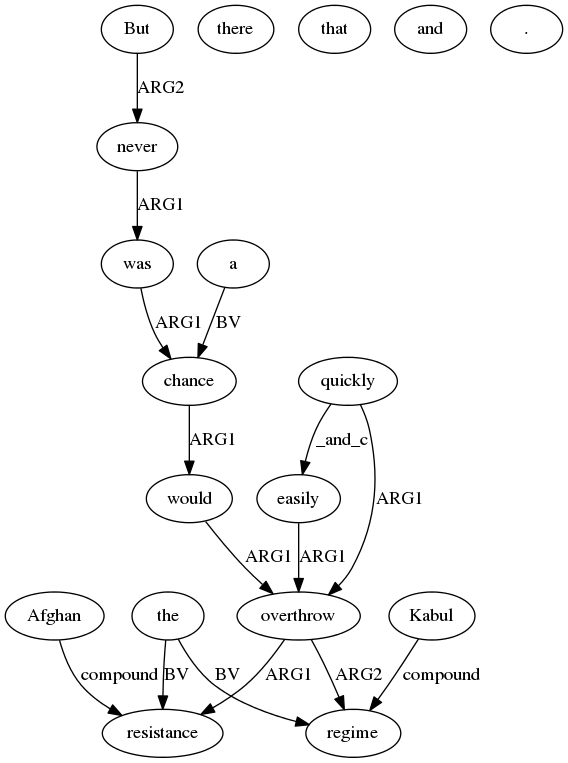 But there that and .
ARG2
never
ARG1
was a
ARG1 BV
chance quickly
ARG1 _and_c
would easily ARG1
ARG1 ARG1
Afghan the overthrow Kabul
compound BV BV ARG1 ARG2 compound
resistance regime